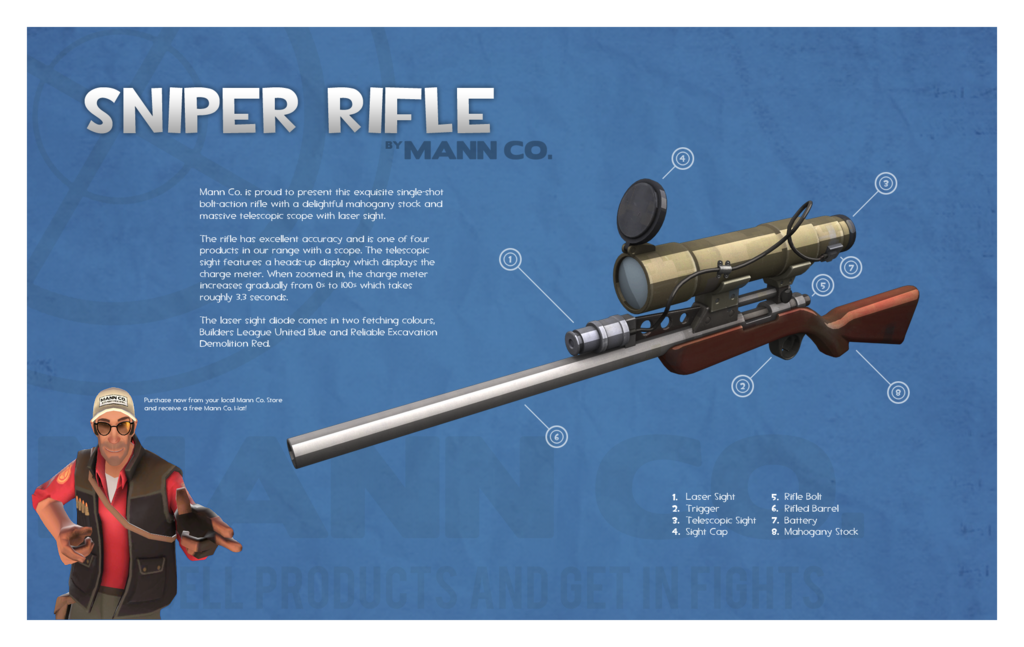 SNIPER RIFLE
BY MANN CO.
Mann Co. is proud to present this exquisite single-shot
bolt-action rifle with a delightful mahogany stock and
massive telescopic scope with laser sight.
The rifle has excellent accuracy and is one of four
products in our range with a scope. The telescopic
sight features a heads-up display which displays the
charge meter. When zoomed in, the charge meter
increases gradually from 0% to 100% which takes
roughly 3.3 seconds.
The laser sight diode comes in two fetching colours,
Builders League United Blue and Reliable Excavation
Demolition Red.
4
3
1
7
5
2
8
6
MANN CO.
Purchase now from your local Mann Co. Store
and receive a free Mann Co. Hat!
MANN CO.
ELL PRODUCTS AND GET IN FIGHTS
1. Laser Sight
2. Trigger
3. Telescopic Sight
4. Sight Cap
5. Rifle Bolt
6. Rifled Barrel
7. Battery
8. Mahogany Stock